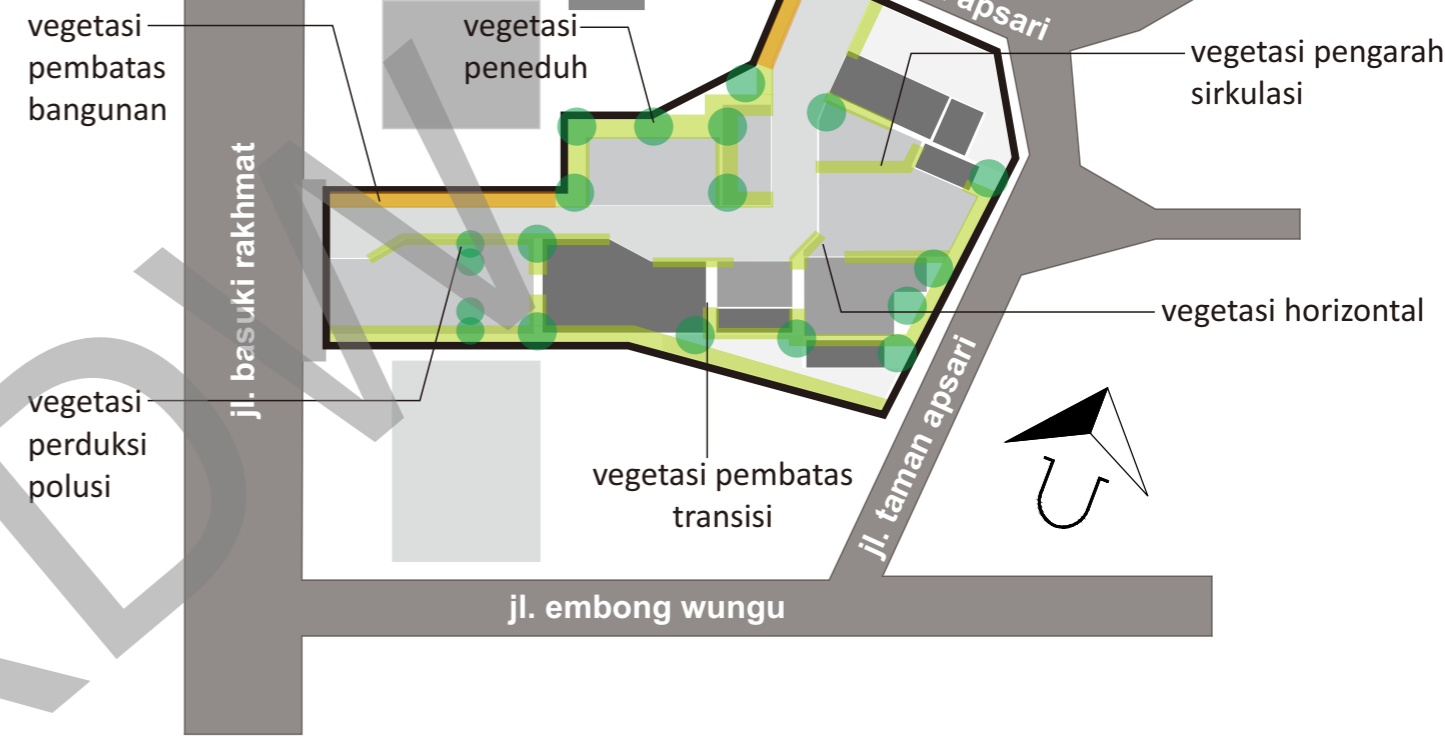 vegetasi
pembatas
bangunan
vegetasi
peneduh
apsari
vegetasi pengarah
sirkulasi
jl. basuki rakhmat
vegetasi horizontal
vegetasi
perduksi
polusi
vegetasi pembatas
transisi
jl. taman apsari
U
jl. embong wungu